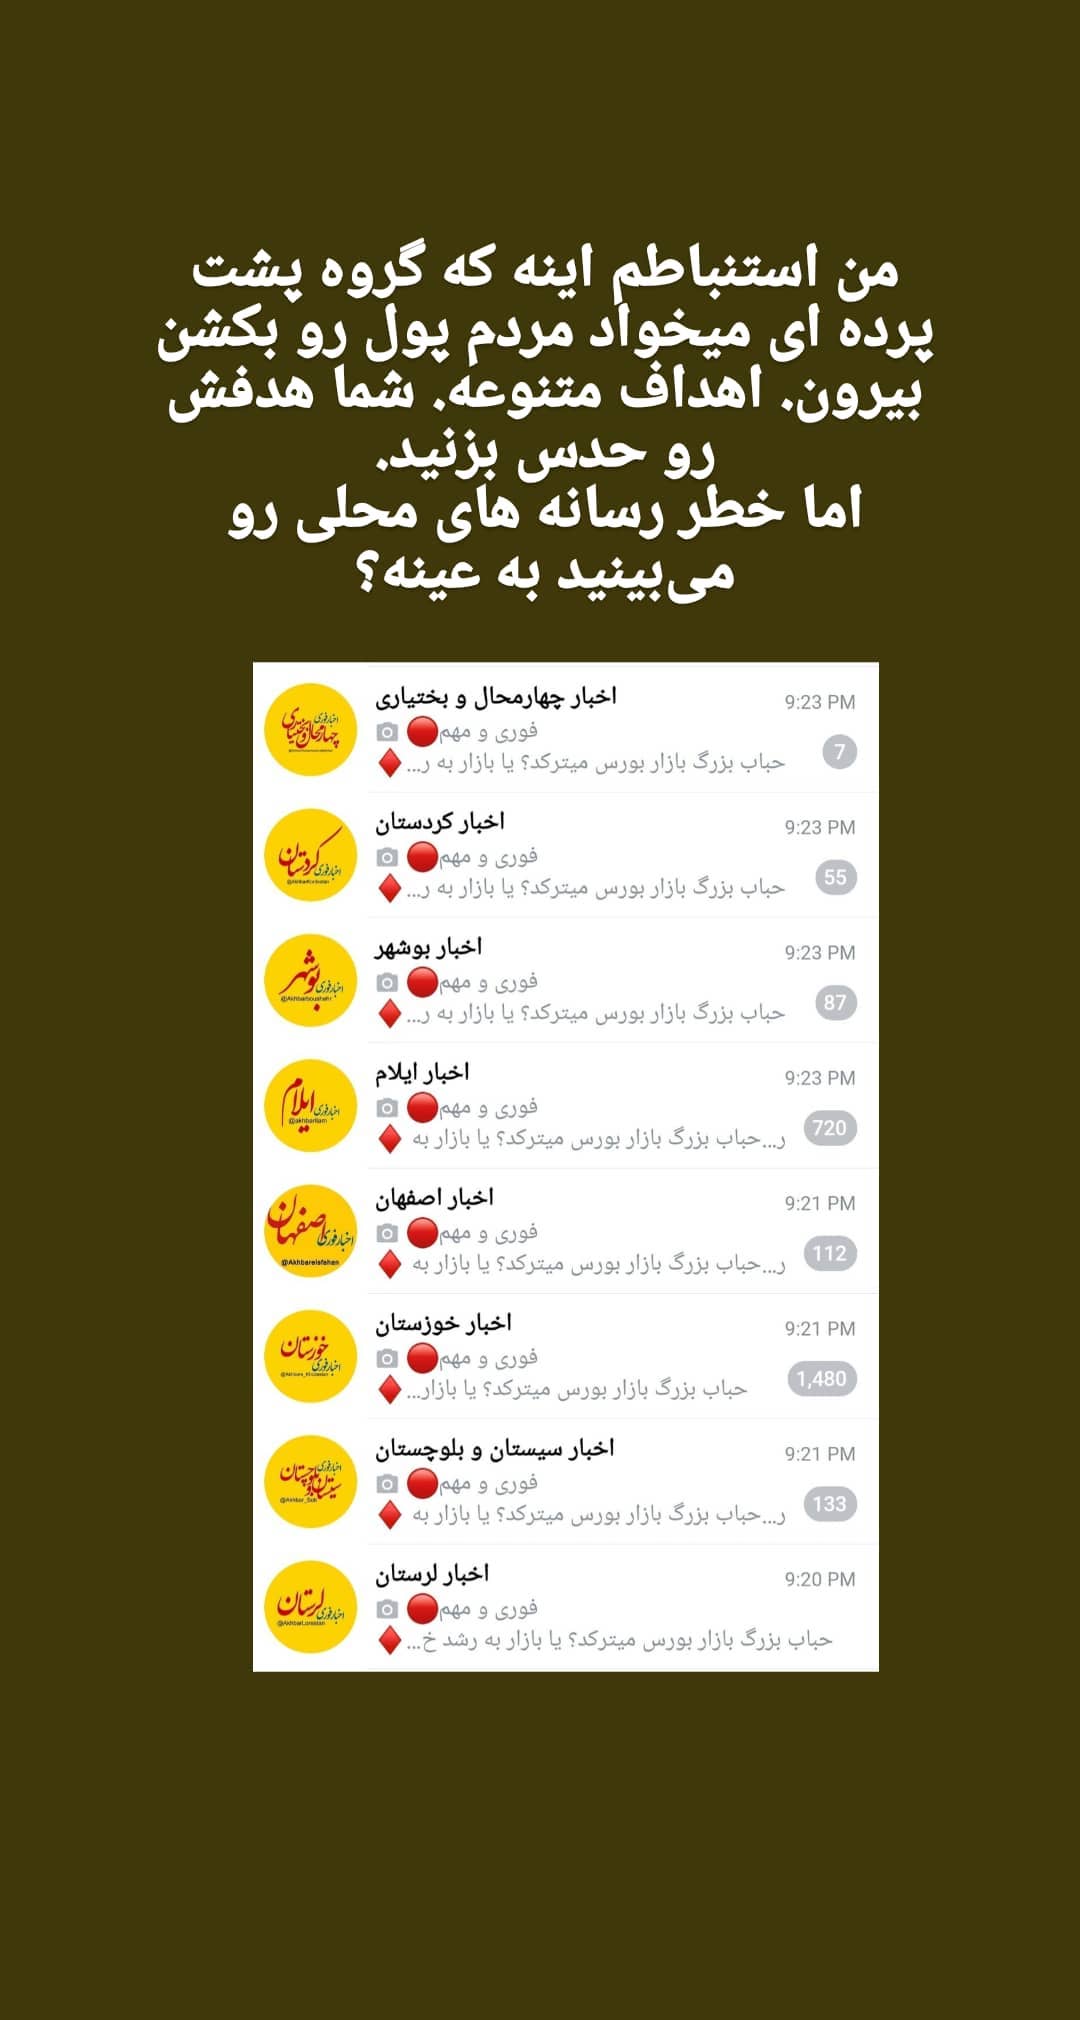 من استنباطم اینه که گروه پشت
پرده ای میخواد مردم پول رو بکشن
بیرون. اهداف متنوعه. شما هدفش
رو حدس بزنید.
اما خطر رسانه های محلی رو
می‌بینید به عینه؟
اخبار چهارمحال و بختیاری
9:23 PM
فوری و مهم
حباب بزرگ بازار بورس میترکد؟ یا بازار به ر...
7
اخبار فوری
چهارمحال و بختیاری
اخبار کردستان
9:23 PM
فوری و مهم
حباب بزرگ بازار بورس میترکد؟ یا بازار به ر...
55
کردستان
اخبار فوری
اخبار بوشهر
9:23 PM
فوری و مهم
حباب بزرگ بازار بورس میترکد؟ یا بازار به ر...
87
بوشهر
اخبار فوری
@Akhbarboushehr
اخبار ایلام
9:23 PM
فوری و مهم
ر...حباب بزرگ بازار بورس میترکد؟ یا بازار به
720
ایلام
اخبار فوری
@akhbarilam
اخبار اصفهان
9:21 PM
فوری و مهم
ر...حباب بزرگ بازار بورس میترکد؟ یا بازار به
112
اصفهان
اخبار فوری
@Akhbareisfahan
اخبار خوزستان
9:21 PM
فوری و مهم
حباب بزرگ بازار بورس میترکد؟ یا بازار...
1,480
خوزستان
اخبار فوری
اخبار سیستان و بلوچستان
9:21 PM
فوری و مهم
ر...حباب بزرگ بازار بورس میترکد؟ یا بازار به
133
اخبار فوری
سیستان و بلوچستان
اخبار لرستان
9:20 PM
فوری و مهم
حباب بزرگ بازار بورس میترکد؟ یا بازار به رشد خ...
لرستان
اخبار فوری
@AkhbarLorestan